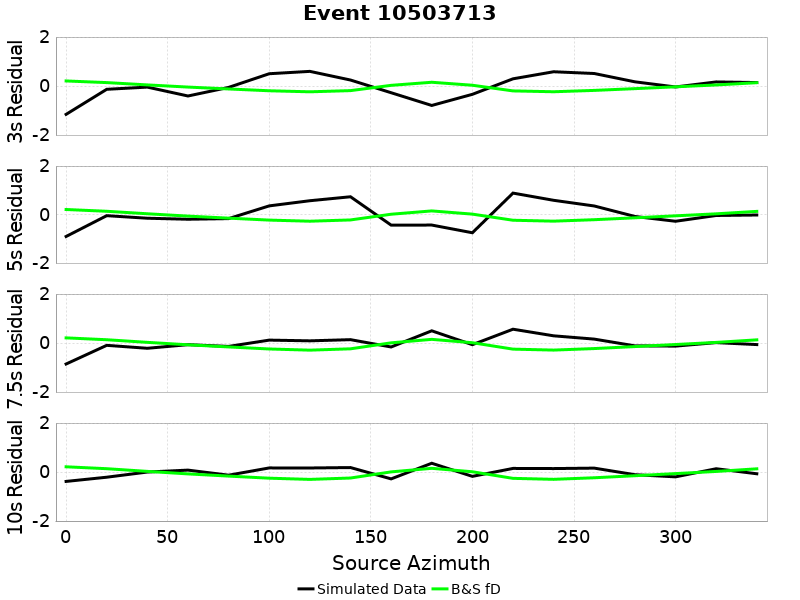 Event 10503713
3s Residual
2
0
-2
5s Residual
2
0
-2
7.5s Residual
2
0
-2
10s Residual
2
0
-2
0 50 100 150 200 250 300
Source Azimuth
Simulated Data B&S fD